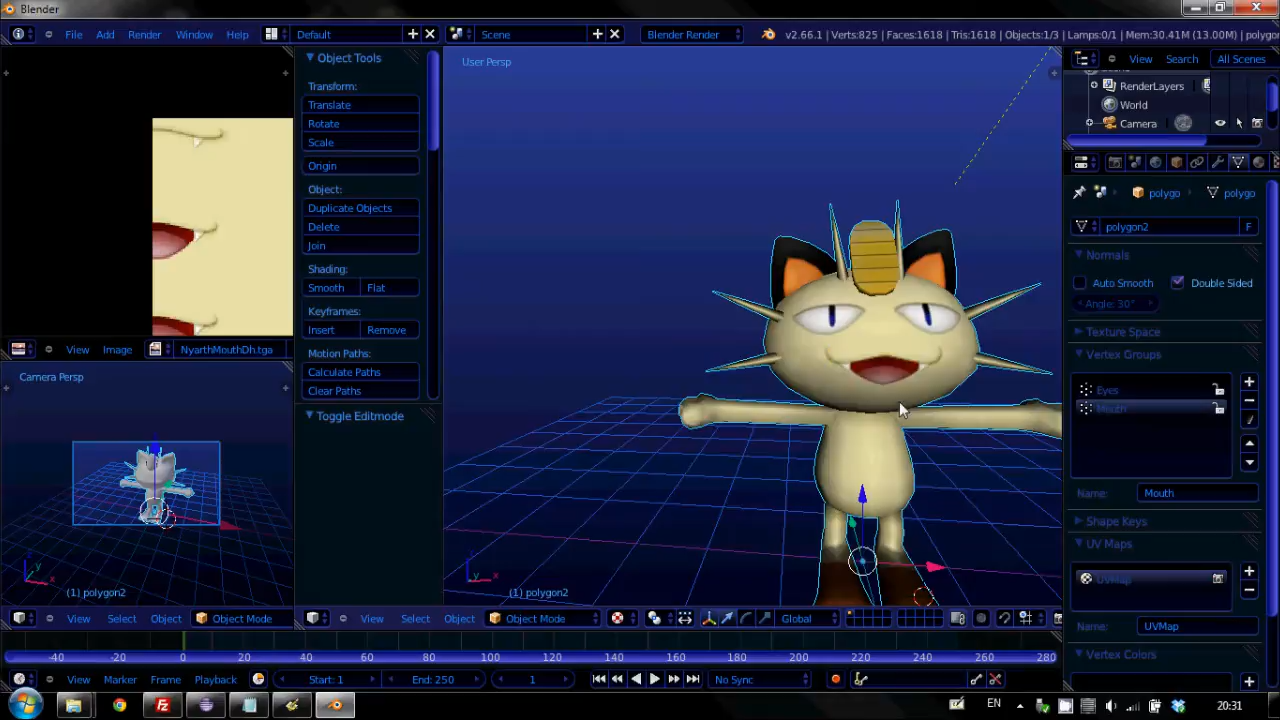 Blender
File Add Render Window Help Default Scene Blender Render v2.66.1 | Verts:825 | Faces:1618 | Tris:1618 | Objects:1/3 | Lamps:0/1 | Mem:30.41M (13.00M) | polygo
View Search All Scenes
RenderLayers
World
Camera
Object Tools
Transform:
Translate
Rotate
Scale
Origin
Object:
Duplicate Objects
Delete
Join
Shading:
Smooth Flat
Keyframes:
Insert Remove
Motion Paths:
Calculate Paths
Clear Paths
Toggle Editmode
View Image NyarthMouthDh.tga
Camera Persp
(1) polygon2
View Select Object Object Mode
User Persp
(1) polygon2
View Select Object Object Mode Global
polygo polygo
polygon2 F
Normals
Auto Smooth Double Sided
Angle: 30°
Texture Space
Vertex Groups
Eyes
Mouth
Name: Mouth
Shape Keys
UV Maps
UVMap
Name: UVMap
Vertex Colors
-40 -20 0 20 40 60 80 100 120 140 160 180 200 220 240 260 280
View Marker Frame Playback Start: 1 End: 250 1 No Sync
EN 20:31